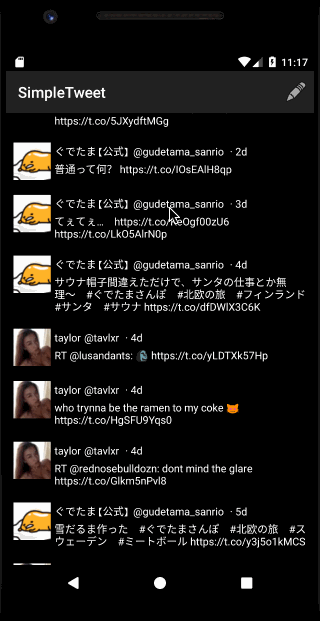 11:17
SimpleTweet
https://t.co/5JXydftMGg
ぐでたま【公式】 @gudetama_sanrio · 2d
普通って何? https://t.co/IOsEAlH8qp
ぐでたま【公式】 @gudetama_sanrio · 3d
てぇてぇ… https://t.co/
https://t.co/LkO5AlrN0p
ぐでたま【公式】 @gudetama_sanrio · 4d
サウナ帽子間違えただけで、サンタの仕事とか無
理〜 #ぐでたまさんぽ #北欧の旅 #フィンランド
#サンタ #サウナ https://t.co/dfDWlX3C6K
taylor @tavlxr · 4d
RT @lusandants: 🗿 https://t.co/yLDTXk57Hp
taylor @tavlxr · 4d
who trynna be the ramen to my coke 😼
https://t.co/HgSFU9Yqs0
taylor @tavlxr · 4d
RT @rednosebulldozn: dont mind the glare
https://t.co/Glkm5nPvl8
ぐでたま【公式】 @gudetama_sanrio · 5d
雪だるま作った #ぐでたまさんぽ #北欧の旅 #ス
ウェーデン #ミートボール https://t.co/y3j5o1kMCS